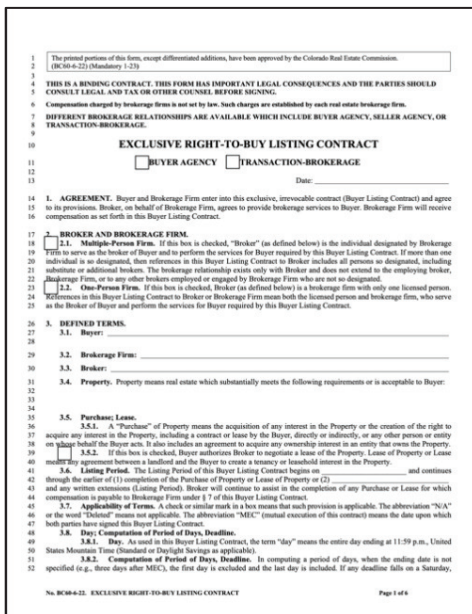 1 The printed portions of this form, except differentiated additions, have been approved by the Colorado Real Estate Commission.
2 (BC60-6-22) (Mandatory 1-23)
3
4 THIS IS A BINDING CONTRACT. THIS FORM HAS IMPORTANT LEGAL CONSEQUENCES AND THE PARTIES SHOULD
5 CONSULT LEGAL AND TAX OR OTHER COUNSEL BEFORE SIGNING.
6 Compensation charged by brokerage firms is not set by law. Such charges are established by each real estate brokerage firm.
7 DIFFERENT BROKERAGE RELATIONSHIPS ARE AVAILABLE WHICH INCLUDE BUYER AGENCY, SELLER AGENCY, OR
8 TRANSACTION-BROKERAGE.
9
10 EXCLUSIVE RIGHT-TO-BUY LISTING CONTRACT
11 BUYER AGENCY TRANSACTION-BROKERAGE
12
13 Date:
14 1. AGREEMENT. Buyer and Brokerage Firm enter into this exclusive, irrevocable contract (Buyer Listing Contract) and agree
15 to its provisions. Broker, on behalf of Brokerage Firm, agrees to provide brokerage services to Buyer. Brokerage Firm will receive
16 compensation as set forth in this Buyer Listing Contract.
17 2. BROKER AND BROKERAGE FIRM.
18 2.1. Multiple-Person Firm. If this box is checked, "Broker" (as defined below) is the individual designated by Brokerage
19 Firm to serve as the broker of Buyer and to perform the services for Buyer required by this Buyer Listing Contract. If more than one
20 individual is so designated, then references in this Buyer Listing Contract to Broker includes all persons so designated, including
21 substitute or additional brokers. The brokerage relationship exists only with Broker and does not extend to the employing broker,
22 Brokerage Firm, or to any other brokers employed or engaged by Brokerage Firm who are not so designated.
23 2.2. One-Person Firm. If this box is checked, Broker (as defined below) is a brokerage firm with only one licensed person.
24 References in this Buyer Listing Contract to Broker or Brokerage Firm mean both the licensed person and brokerage firm, who serve
25 as the Broker of Buyer and perform the services for Buyer required by this Buyer Listing Contract.
26 3. DEFINED TERMS.
27 3.1. Buyer:
28
29 3.2. Brokerage Firm:
30 3.3. Broker:
31 3.4. Property. Property means real estate which substantially meets the following requirements or is acceptable to Buyer:
32
33
34
35 3.5. Purchase; Lease.
36 3.5.1. A "Purchase" of Property means the acquisition of any interest in the Property or the creation of the right to
37 acquire any interest in the Property, including a contract or lease by the Buyer, directly or indirectly, or any other person or entity
38 on whose behalf the Buyer acts. It also includes an agreement to acquire any ownership interest in an entity that owns the Property.
39 3.5.2. If this box is checked, Buyer authorizes Broker to negotiate a lease of the Property. Lease of Property or Lease
40 means any agreement between a landlord and the Buyer to create a tenancy or leasehold interest in the Property.
41 3.6. Listing Period. The Listing Period of this Buyer Listing Contract begins on and continues
42 through the earlier of (1) completion of the Purchase of Property or Lease of Property or (2)
43 and any written extensions (Listing Period). Broker will continue to assist in the completion of any Purchase or Lease for which
44 compensation is payable to Brokerage Firm under § 7 of this Buyer Listing Contract.
45 3.7. Applicability of Terms. A check or similar mark in a box means that such provision is applicable. The abbreviation "N/A"
46 or the word "Deleted" means not applicable. The abbreviation "MEC" (mutual execution of this contract) means the date upon which
47 both parties have signed this Buyer Listing Contract.
48 3.8. Day; Computation of Period of Days, Deadline.
49 3.8.1. Day. As used in this Buyer Listing Contract, the term "day" means the entire day ending at 11:59 p.m., United
50 States Mountain Time (Standard or Daylight Savings as applicable).
51 3.8.2. Computation of Period of Days, Deadline. In computing a period of days, when the ending date is not
52 specified (e.g., three days after MEC), the first day is excluded and the last day is included. If any deadline falls on a Saturday,
No. BC60-6-22. EXCLUSIVE RIGHT-TO-BUY LISTING CONTRACT Page 1 of 6